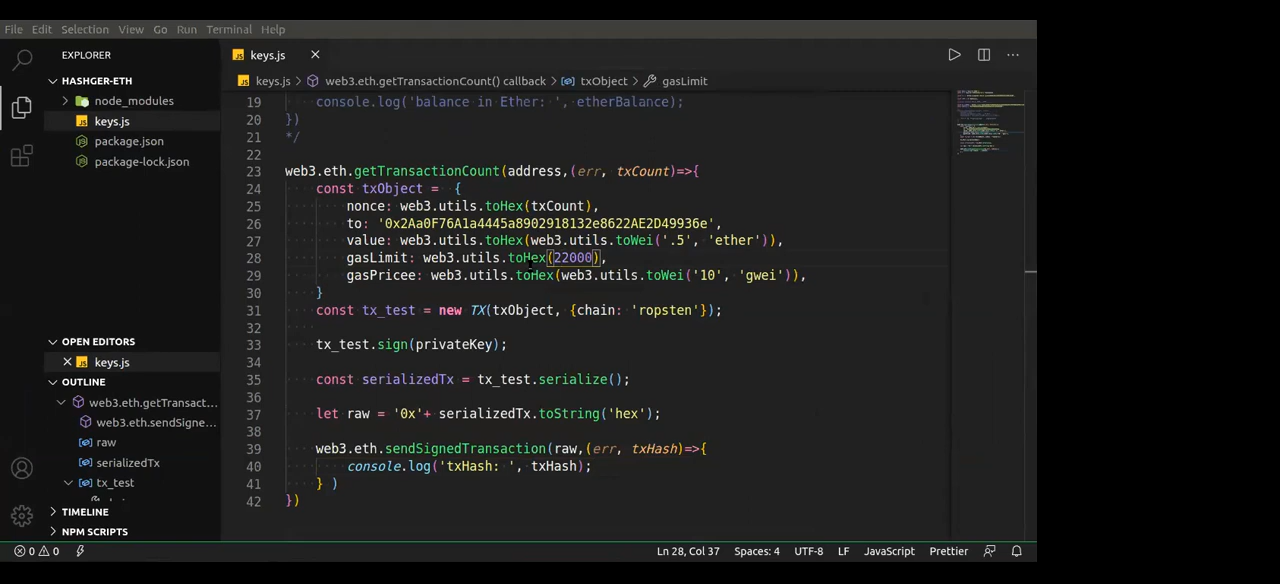 File Edit Selection View Go Run Terminal Help
EXPLORER
HASHGER-ETH
node_modules
keys.js
package.json
package-lock.json
OPEN EDITORS
keys.js
OUTLINE
web3.eth.getTransact...
web3.eth.sendSigne...
raw
serializedTx
tx_test
TIMELINE
NPM SCRIPTS
keys.js
keys.js > web3.eth.getTransactionCount() callback > txObject > gasLimit
19 console.log('balance in Ether: ', etherBalance);
20 })
21 */
22
23 web3.eth.getTransactionCount(address,(err, txCount)=>{
24 const txObject = {
25 nonce: web3.utils.toHex(txCount),
26 to: '0x2Aa0F76A1a4445a8902918132e8622AE2D49936e',
27 value: web3.utils.toHex(web3.utils.toWei('.5', 'ether')),
28 gasLimit: web3.utils.toHex(22000),
29 gasPricee: web3.utils.toHex(web3.utils.toWei('10', 'gwei')),
30 }
31 const tx_test = new TX(txObject, {chain: 'ropsten'});
32
33 tx_test.sign(privateKey);
34
35 const serializedTx = tx_test.serialize();
36
37 let raw = '0x'+ serializedTx.toString('hex');
38
39 web3.eth.sendSignedTransaction(raw,(err, txHash)=>{
40 console.log('txHash: ', txHash);
41 } )
42 })
0 0 Ln 28, Col 37 Spaces: 4 UTF-8 LF JavaScript Prettier